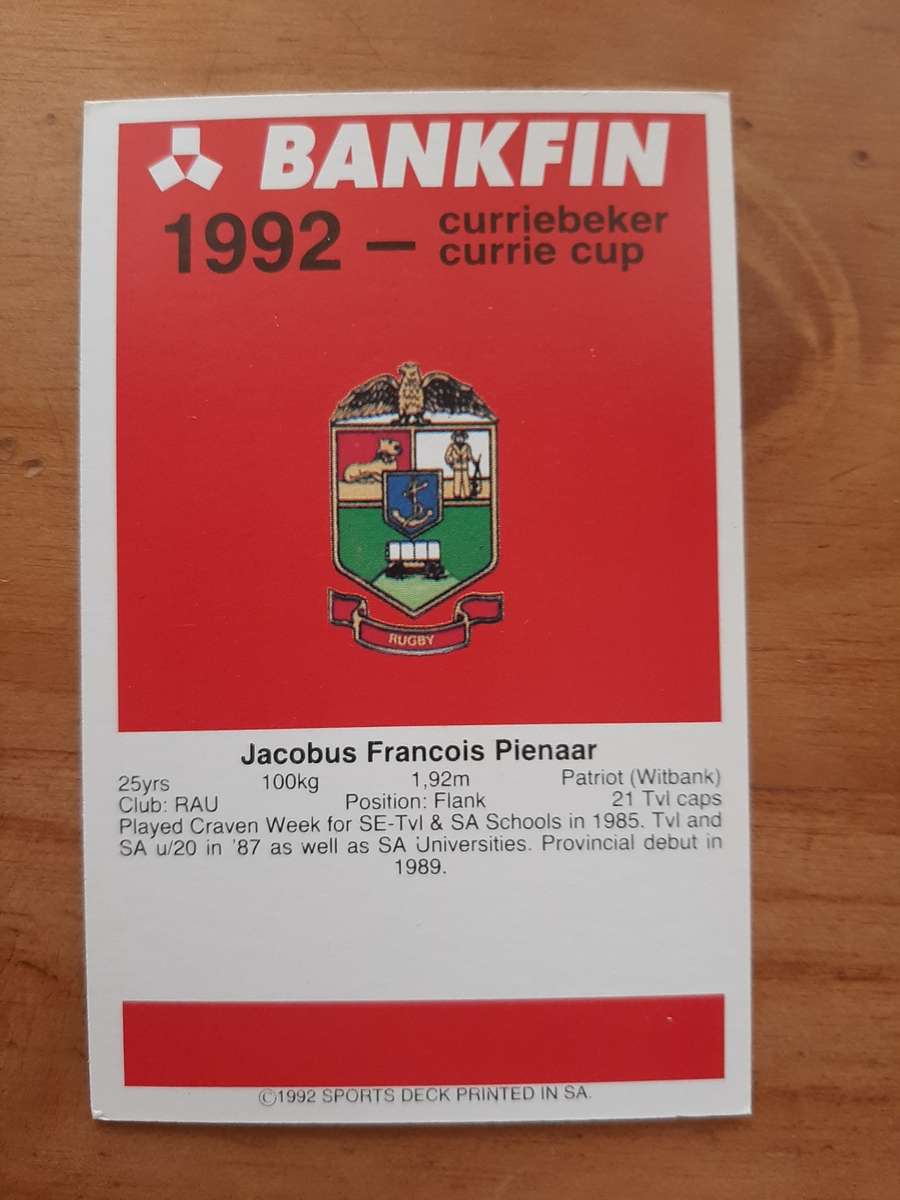 BANKFIN
1992 – curriebeker
currie cup
RUGBY
Jacobus Francois Pienaar
25yrs 100kg 1,92m Patriot (Witbank)
Club: RAU Position: Flank 21 Tvl caps
Played Craven Week for SE-Tvl & SA Schools in 1985. Tvl and
SA u/20 in '87 as well as SA Universities. Provincial debut in
1989.
©1992 SPORTS DECK PRINTED IN SA.